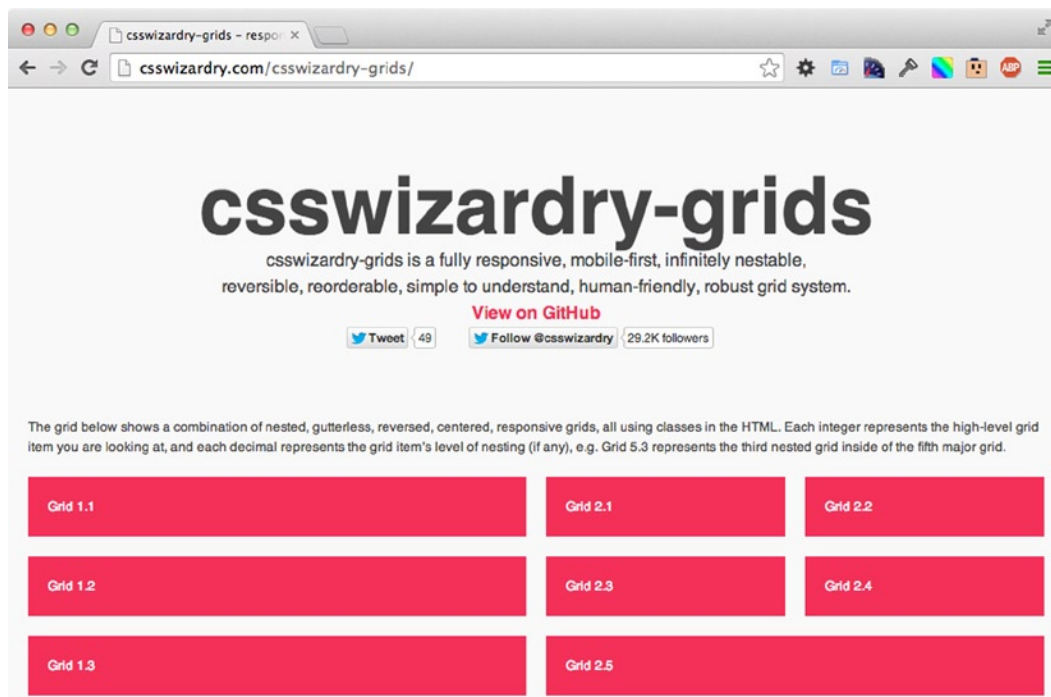 csswizardry-grids – respon
csswizardry.com/csswizardry-grids/
ABP
csswizardry-grids
csswizardry-grids is a fully responsive, mobile-first, infinitely nestable,
reversible, reorderable, simple to understand, human-friendly, robust grid system.
View on GitHub
Tweet 49 Follow @csswizardry 29.2K followers
The grid below shows a combination of nested, gutterless, reversed, centered, responsive grids, all using classes in the HTML. Each integer represents the high-level grid
item you are looking at, and each decimal represents the grid item's level of nesting (if any), e.g. Grid 5.3 represents the third nested grid inside of the fifth major grid.
Grid 1.1 Grid 2.1 Grid 2.2
Grid 1.2 Grid 2.3 Grid 2.4
Grid 1.3 Grid 2.5